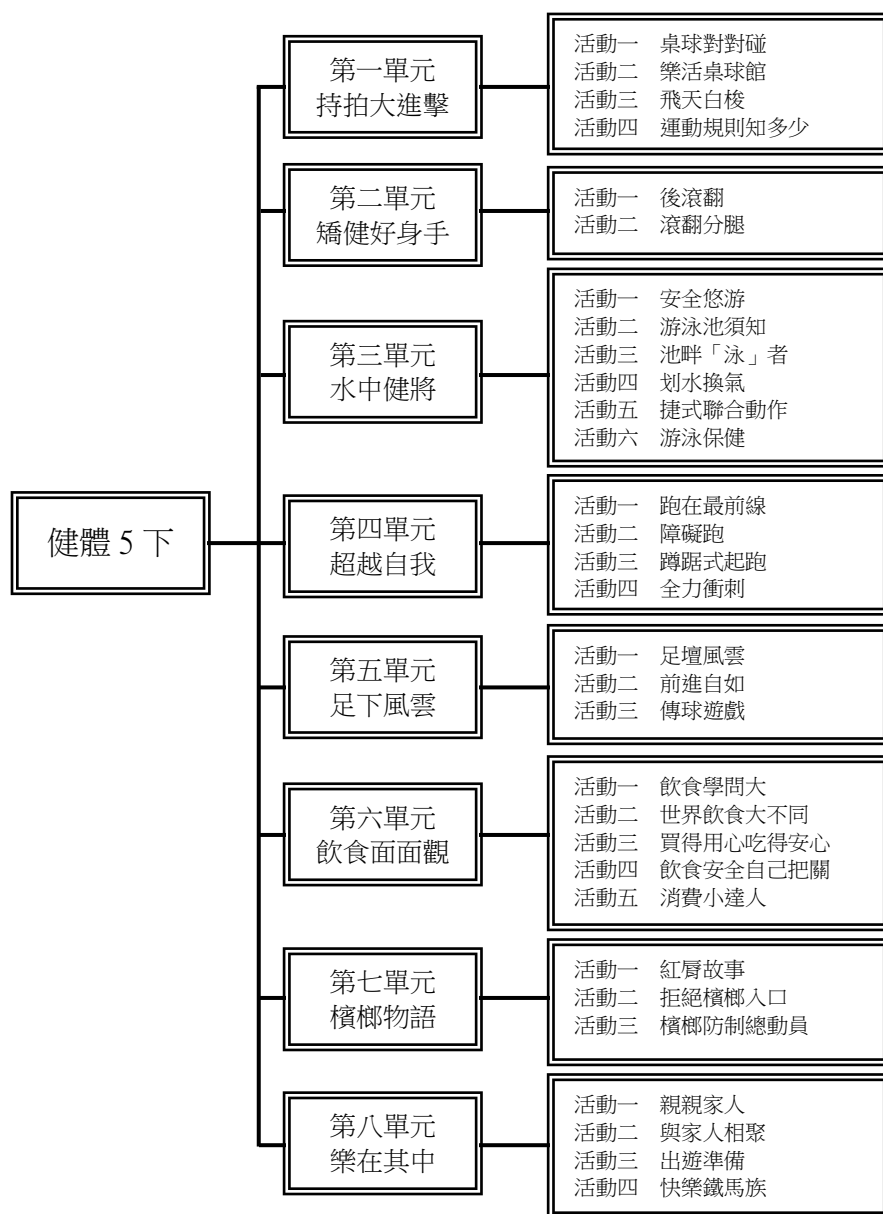 健體 5 下
第一單元
持拍大進擊
活動一　桌球對對碰
活動二　樂活桌球館
活動三　飛天白梭
活動四　運動規則知多少
第二單元
矯健好身手
活動一　後滾翻
活動二　滾翻分腿
第三單元
水中健將
活動一　安全悠游
活動二　游泳池須知
活動三　池畔「泳」者
活動四　划水換氣
活動五　捷式聯合動作
活動六　游泳保健
第四單元
超越自我
活動一　跑在最前線
活動二　障礙跑
活動三　蹲踞式起跑
活動四　全力衝刺
第五單元
足下風雲
活動一　足壇風雲
活動二　前進自如
活動三　傳球遊戲
第六單元
飲食面面觀
活動一　飲食學問大
活動二　世界飲食大不同
活動三　買得用心吃得安心
活動四　飲食安全自己把關
活動五　消費小達人
第七單元
檳榔物語
活動一　紅脣故事
活動二　拒絕檳榔入口
活動三　檳榔防制總動員
第八單元
樂在其中
活動一　親親家人
活動二　與家人相聚
活動三　出遊準備
活動四　快樂鐵馬族